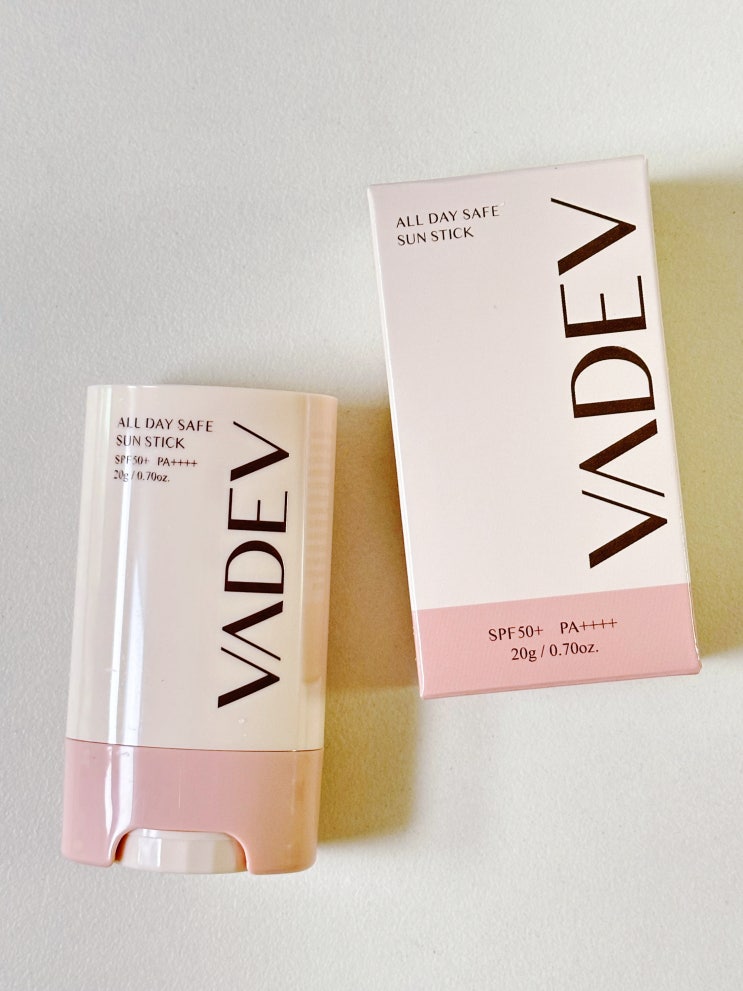 ALL DAY SAFE
SUN STICK
SPF50+ PA++++
20g / 0.70oz.
VADEV
ALL DAY SAFE
SUN STICK
VADEV
SPF50+ PA++++
20g / 0.70oz.